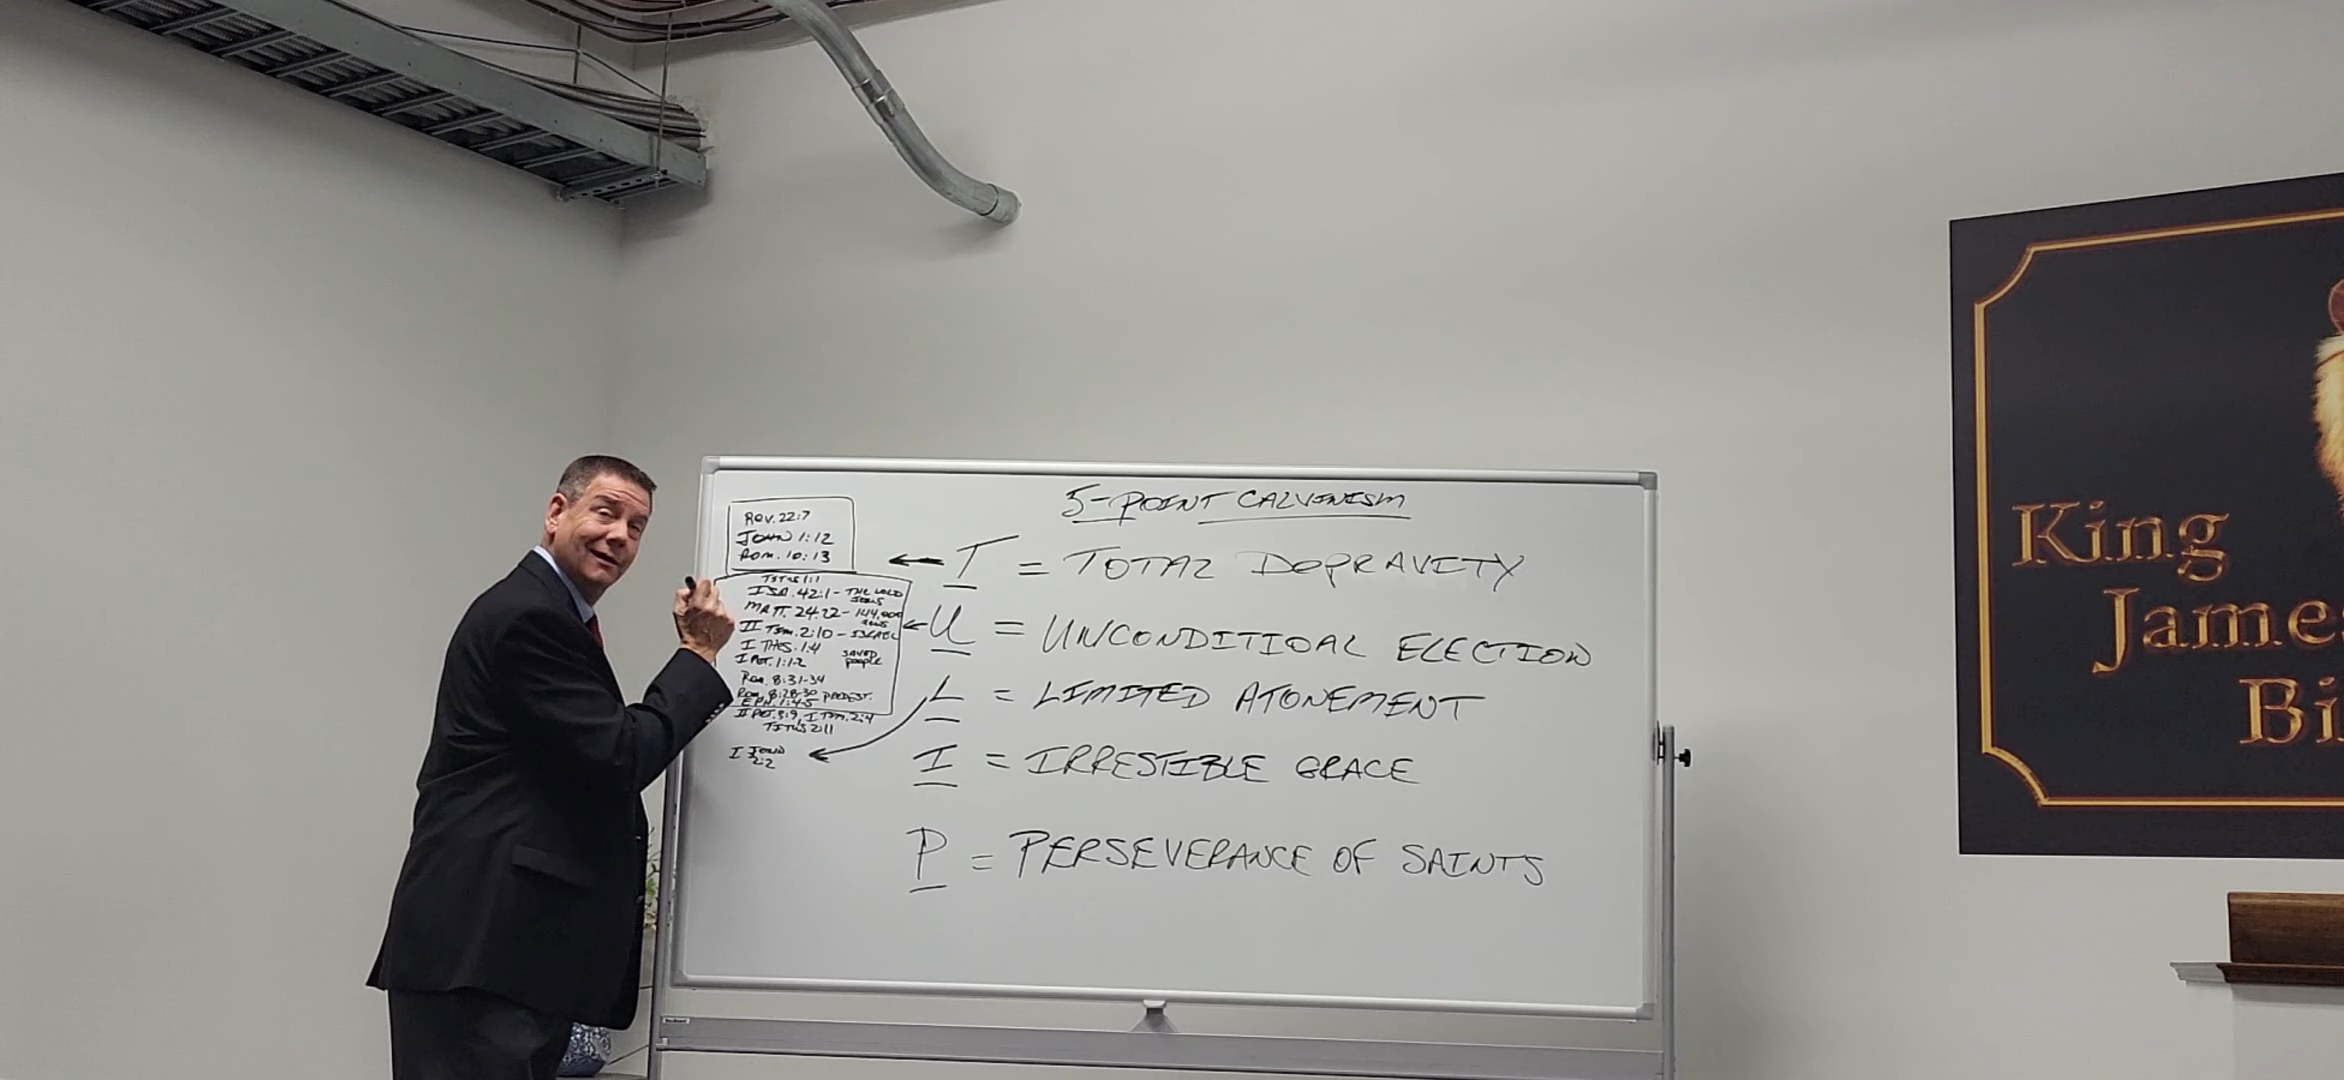 5-POINT CALVINISM
Rev. 22:7
JOHN 1:12
Rom. 10:13
T = TOTAL DEPRAVITY
TITUS 1:1
ISA. 42:1 - THE LORD JESUS
MATT. 24:22 - 144,000 JEWS
II TIM. 2:10 - ISRAEL
I THES. 1:4
I PET. 1:1-2
SAVED PEOPLE
Rom. 8:31-34
Rom. 8:28-30 PREDEST.
EPH. 1:4-5
U = UNCONDITIOAL ELECTION
II PET. 3:9, I TIM. 2:4
TITUS 2:11
I JOHN 2:2
L = LIMITED ATONEMENT
I = IRRESTIBLE GRACE
P = PERSEVERANCE OF SAINTS
King
James
Bi